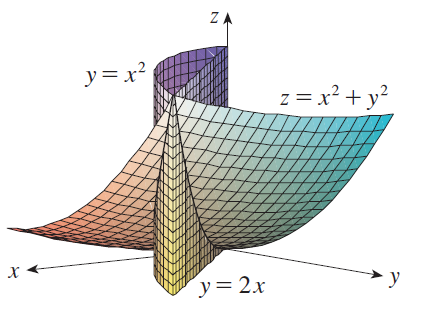 z
y = x²
z = x² + y²
x
y = 2x
y